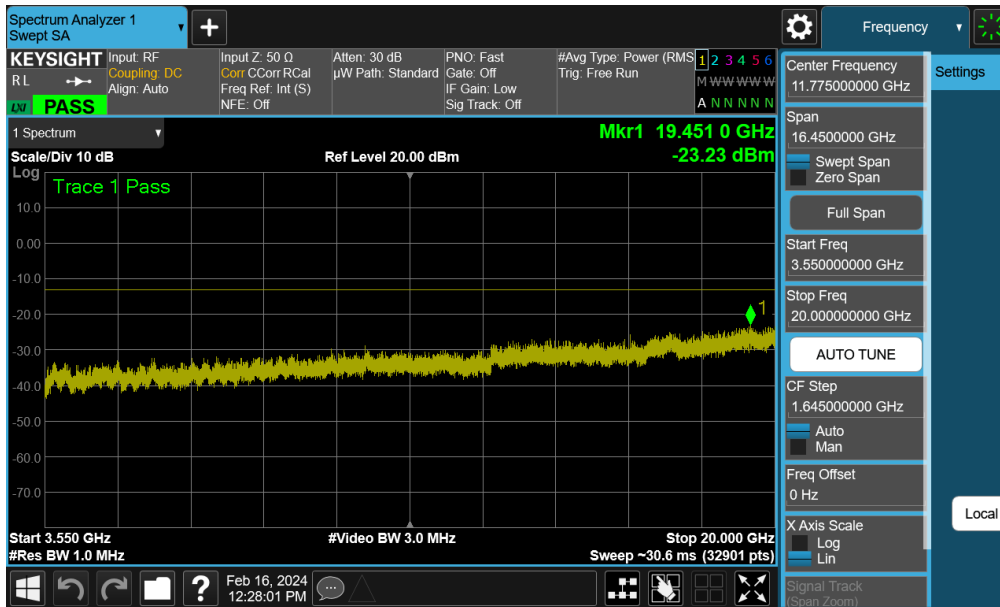 Spectrum Analyzer 1
Swept SA
+
Frequency
KEYSIGHT
R L
LXI
PASS
Input: RF
Coupling: DC
Align: Auto
Input Z: 50 Ω
Corr CCorr RCal
Freq Ref: Int (S)
NFE: Off
Atten: 30 dB
µW Path: Standard
PNO: Fast
Gate: Off
IF Gain: Low
Sig Track: Off
#Avg Type: Power (RMS
Trig: Free Run
1 2 3 4 5 6
M W W W W W
A N N N N N
1 Spectrum
Mkr1 19.451 0 GHz
-23.23 dBm
Scale/Div 10 dB
Ref Level 20.00 dBm
Log
Trace 1 Pass
10.0
0.00
-10.0
-20.0
-30.0
-40.0
-50.0
-60.0
-70.0
1
Start 3.550 GHz
#Video BW 3.0 MHz
Stop 20.000 GHz
#Res BW 1.0 MHz
Sweep ~30.6 ms (32901 pts)
?
Feb 16, 2024
12:28:01 PM
Center Frequency
11.775000000 GHz
Span
16.4500000 GHz
Swept Span
Zero Span
Full Span
Start Freq
3.550000000 GHz
Stop Freq
20.000000000 GHz
AUTO TUNE
CF Step
1.645000000 GHz
Auto
Man
Freq Offset
0 Hz
X Axis Scale
Log
Lin
Signal Track
(Span Zoom)
Settings
Local